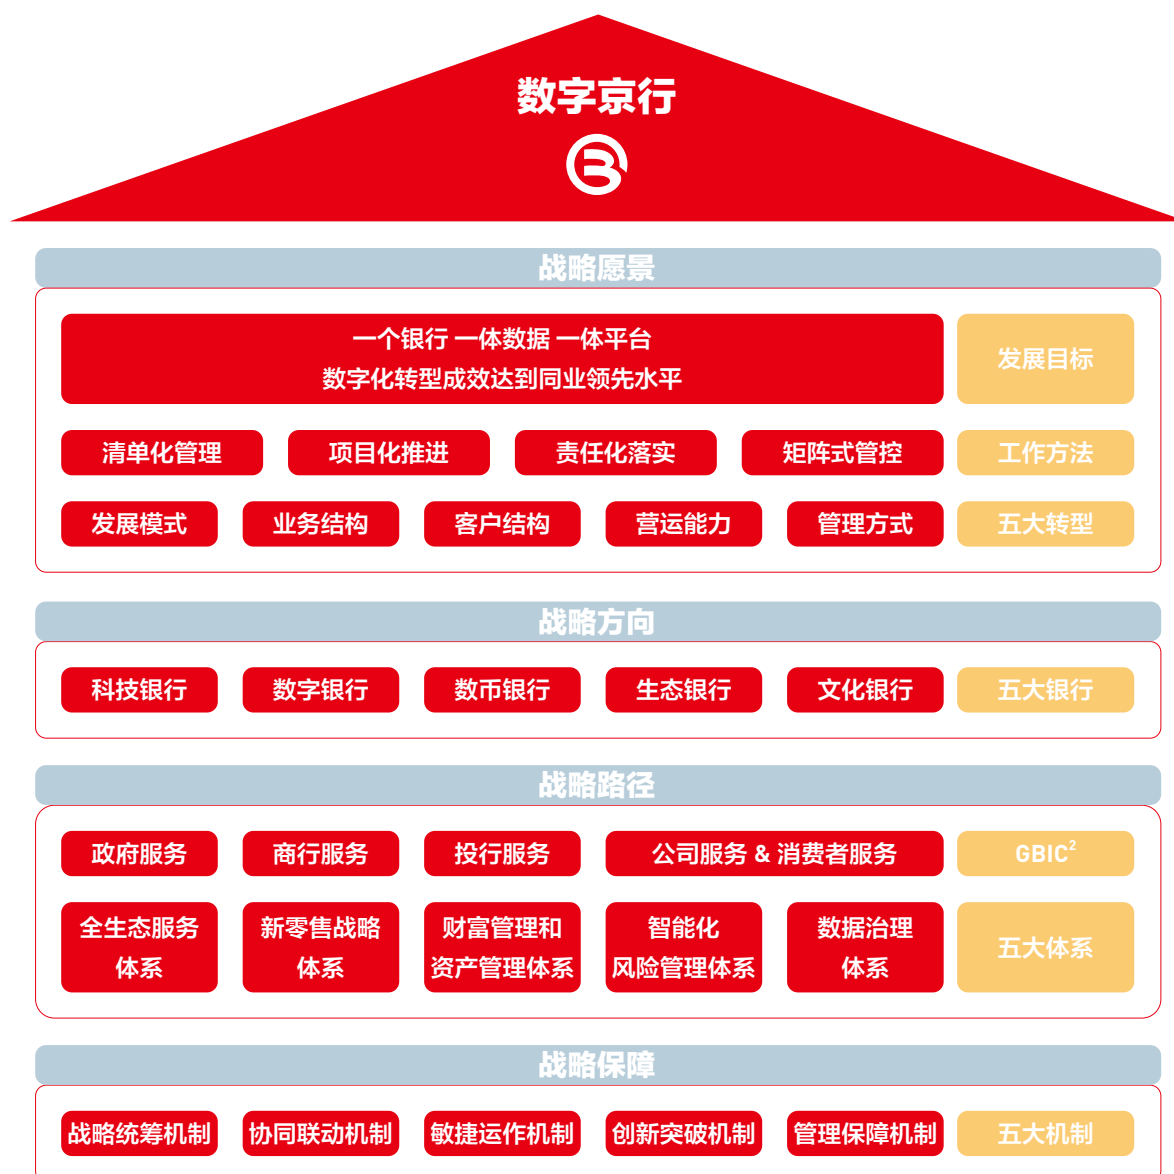 数字京行
战略愿景
一个银行 一体数据 一体平台
数字化转型成效达到同业领先水平
发展目标
清单化管理 项目化推进 责任化落实 矩阵式管控 工作方法
发展模式 业务结构 客户结构 营运能力 管理方式 五大转型
战略方向
科技银行 数字银行 数币银行 生态银行 文化银行 五大银行
战略路径
政府服务 商行服务 投行服务 公司服务 & 消费者服务 GBIC²
全生态服务
体系
新零售战略
体系
财富管理和
资产管理体系
智能化
风险管理体系
数据治理
体系
五大体系
战略保障
战略统筹机制 协同联动机制 敏捷运作机制 创新突破机制 管理保障机制 五大机制